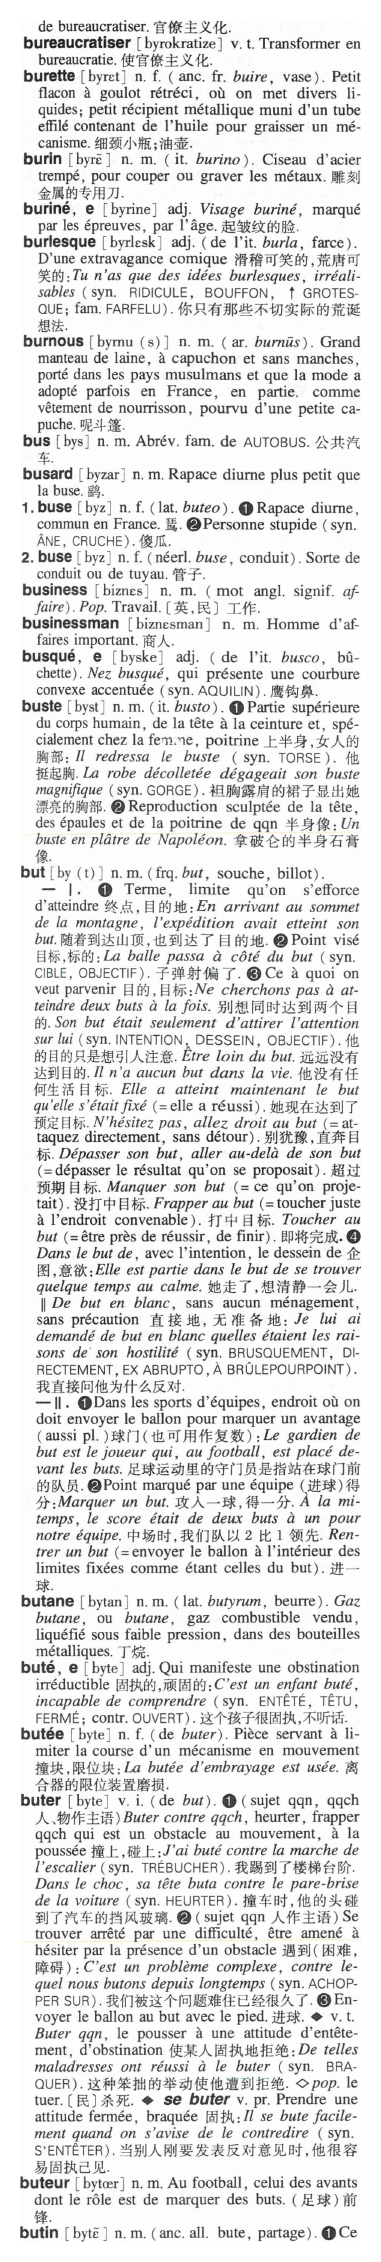 de bureaucratiser. 官僚主义化.
bureaucratiser [byrokratize] v. t. Transformer en
bureaucratie. 使官僚主义化.
burette [byrɛt] n. f. (anc. fr. buire, vase). Petit
flacon à goulot rétréci, où on met divers li-
quides; petit récipient métallique muni d'un tube
effilé contenant de l'huile pour graisser un mé-
canisme. 细颈小瓶;油壶.
burin [byrɛ̃] n. m. (it. burino). Ciseau d'acier
trempé, pour couper ou graver les métaux. 雕刻
金属的专用刀.
buriné, e [byrine] adj. Visage buriné, marqué
par les épreuves, par l'âge. 起皱纹的脸.
burlesque [byrlɛsk] adj. (de l'it. burla, farce).
D'une extravagance comique 滑稽可笑的,荒唐可
笑的:Tu n'as que des idées burlesques, irréali-
sables (syn. RIDICULE, BOUFFON, ↑ GROTES-
QUE; fam. FARFELU). 你只有那些不切实际的荒诞
想法.
burnous [byrnu (s)] n. m. (ar. burnūs). Grand
manteau de laine, à capuchon et sans manches,
porté dans les pays musulmans et que la mode a
adopté parfois en France, en partie. comme
vêtement de nourrisson, pourvu d'une petite ca-
puche. 呢斗篷.
bus [bys] n. m. Abrév. fam. de AUTOBUS. 公共汽
车.
busard [byzar] n. m. Rapace diurne plus petit que
la buse. 鹞.
1. buse [byz] n. f. (lat. buteo). ❶ Rapace diurne,
commun en France. 鵟. ❷ Personne stupide (syn.
ÂNE, CRUCHE). 傻瓜.
2. buse [byz] n. f. (néerl. buse, conduit). Sorte de
conduit ou de tuyau. 管子.
business [biznɛs] n. m. (mot angl. signif. af-
faire). Pop. Travail. [英,民] 工作.
businessman [biznɛsman] n. m. Homme d'af-
faires important. 商人.
busqué, e [byske] adj. (de l'it. busco, bû-
chette). Nez busqué, qui présente une courbure
convexe accentuée (syn. AQUILIN). 鹰钩鼻.
buste [byst] n. m. (it. busto). ❶ Partie supérieure
du corps humain, de la tête à la ceinture et, spé-
cialement chez la femme, poitrine 上半身,女人的
胸部: Il redressa le buste (syn. TORSE). 他
挺起胸. La robe décolletée dégageait son buste
magnifique (syn. GORGE). 袒胸露肩的裙子显出她
漂亮的胸部. ❷ Reproduction sculptée de la tête,
des épaules et de la poitrine de qqn 半身像:Un
buste en plâtre de Napoléon. 拿破仑的半身石膏
像.
but [by (t)] n. m. (frq. but, souche, billot).
— I. ❶ Terme, limite qu'on s'efforce
d'atteindre 终点,目的地:En arrivant au sommet
de la montagne, l'expédition avait etteint son
but.随着到达山顶,也到达了目的地. ❷ Point visé
目标,标的: La balle passa à côté du but (syn.
CIBLE, OBJECTIF). 子弹射偏了. ❸ Ce à quoi on
veut parvenir 目的,目标:Ne cherchons pas à at-
teindre deux buts à la fois. 别想同时达到两个目
的. Son but était seulement d'attirer l'attention
sur lui (syn. INTENTION, DESSEIN, OBJECTIF). 他
的目的只是想引人注意. Être loin du but. 远远没有
达到目的. Il n'a aucun but dans la vie. 他没有任
何生活目标. Elle a atteint maintenant le but
qu'elle s'était fixé (=elle a réussi). 她现在达到了
预定目标. N'hésitez pas, allez droit au but (=at-
taquez directement, sans détour). 别犹豫,直奔目
标. Dépasser son but, aller au-delà de son but
(=dépasser le résultat qu'on se proposait). 超过
预期目标. Manquer son but (= ce qu'on proje-
tait). 没打中目标. Frapper au but (=toucher juste
à l'endroit convenable). 打中目标. Toucher au
but (=être près de réussir, de finir). 即将完成. ❹
Dans le but de, avec l'intention, le dessein de 企
图,意欲:Elle est partie dans le but de se trouver
quelque temps au calme. 她走了,想清静一会儿.
‖ De but en blanc, sans aucun ménagement,
sans précaution 直接地,无准备地: Je lui ai
demandé de but en blanc quelles étaient les rai-
sons de son hostilité (syn. BRUSQUEMENT, DI-
RECTEMENT, EX ABRUPTO, À BRÛLEPOURPOINT).
我直接问他为什么反对.
— II. ❶ Dans les sports d'équipes, endroit où on
doit envoyer le ballon pour marquer un avantage
(aussi pl.)球门(也可用作复数):Le gardien de
but est le joueur qui, au football, est placé de-
vant les buts. 足球运动里的守门员是指站在球门前
的队员. ❷Point marqué par une équipe (进球)得
分:Marquer un but. 攻入一球,得一分. À la mi-
temps, le score était de deux buts à un pour
notre équipe. 中场时,我们队以 2 比 1 领先. Ren-
trer un but (=envoyer le ballon à l'intérieur des
limites fixées comme étant celles du but). 进一
球.
butane [bytan] n. m. (lat. butyrum, beurre). Gaz
butane, ou butane, gaz combustible vendu,
liquéfié sous faible pression, dans des bouteilles
métalliques. 丁烷.
buté, e [byte] adj. Qui manifeste une obstination
irréductible 固执的,顽固的:C'est un enfant buté,
incapable de comprendre (syn. ENTÊTÉ, TÊTU,
FERMÉ; contr. OUVERT). 这个孩子很固执,不听话.
butée [byte] n. f. (de buter). Pièce servant à li-
miter la course d'un mécanisme en mouvement
撞块,限位块: La butée d'embrayage est usée. 离
合器的限位装置磨损.
buter [byte] v. i. (de but). ❶ (sujet qqn, qqch
人、物作主语) Buter contre qqch, heurter, frapper
qqch qui est un obstacle au mouvement, à la
poussée 撞上,碰上:J'ai buté contre la marche de
l'escalier (syn. TRÉBUCHER). 我踢到了楼梯台阶.
Dans le choc, sa tête buta contre le pare-brise
de la voiture (syn. HEURTER). 撞车时,他的头碰
到了汽车的挡风玻璃. ❷ (sujet qqn 人作主语) Se
trouver arrêté par une difficulté, être amené à
hésiter par la présence d'un obstacle 遇到(困难,
障碍): C'est un problème complexe, contre le-
quel nous butons depuis longtemps (syn. ACHOP-
PER SUR). 我们被这个问题难住已经很久了. ❸ En-
voyer le ballon au but avec le pied. 进球. ◆ v. t.
Buter qqn, le pousser à une attitude d'entête-
ment, d'obstination 使某人固执地拒绝: De telles
maladresses ont réussi à le buter (syn. BRA-
QUER). 这种笨拙的举动使他遭到拒绝. ◇pop. le
tuer. [民]杀死. ◆ se buter v. pr. Prendre une
attitude fermée, braquée 固执:Il se bute facile-
ment quand on s'avise de le contredire (syn.
S'ENTÊTER). 当别人刚要发表反对意见时,他很容
易固执己见.
buteur [bytœr] n. m. Au football, celui des avants
dont le rôle est de marquer des buts. (足球)前
锋.
butin [bytɛ̃] n. m. (anc. all. bute, partage). ❶ Ce